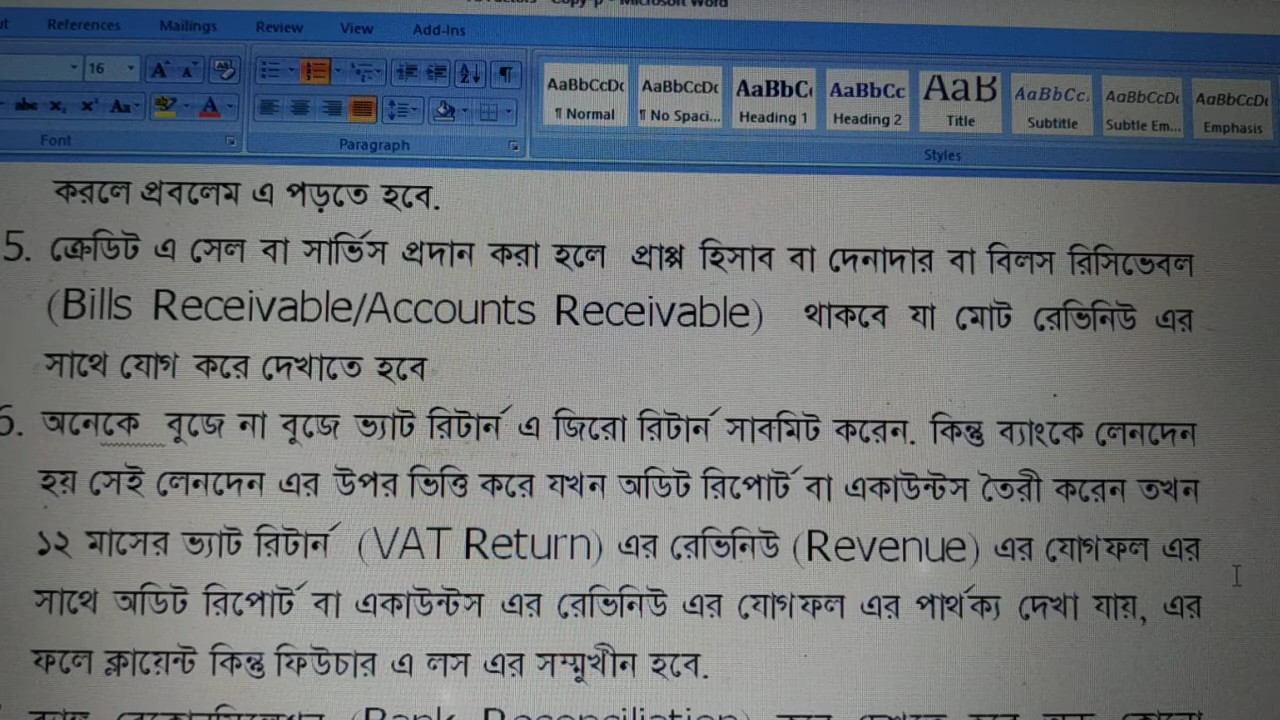 References Mailings Review View Add-Ins
16
AaBbCcDc AaBbCcDc AaBbC AaBbCc AaB AaBbCc. AaBbCcDt AaBbCcDt
¶ Normal ¶ No Spaci... Heading 1 Heading 2 Title Subtitle Subtle Em... Emphasis
Font Paragraph Styles
করলে প্রবলেম এ পড়তে হবে.
5. ক্রেডিট এ সেল বা সার্ভিস প্রদান করা হলে হিসাব বা দেনাদার বা বিলস রিসিভেবল
(Bills Receivable/Accounts Receivable) থাকবে যা মোট রেভিনিউ এর
সাথে যোগ করে দেখাতে হবে
6. অনেকে বুজে না বুজে ভ্যাট রিটার্ন এ জিরো রিটার্ন সাবমিট করেন. কিন্তু ব্যাংকে লেনদেন
হয় সেই লেনদেন এর উপর ভিত্তি করে যখন অডিট রিপোর্ট বা একাউন্টস তৈরী করেন তখন
১২ মাসের ভ্যাট রিটার্ন (VAT Return) এর রেভিনিউ (Revenue) এর যোগফল এর
সাথে অডিট রিপোর্ট বা একাউন্টস এর রেভিনিউ এর যোগফল এর পার্থক্য দেখা যায়, এর
ফলে ক্লায়েন্ট কিন্তু ফিউচার এ লস এর সম্মুখীন হবে.
(Bank Reconciliation)